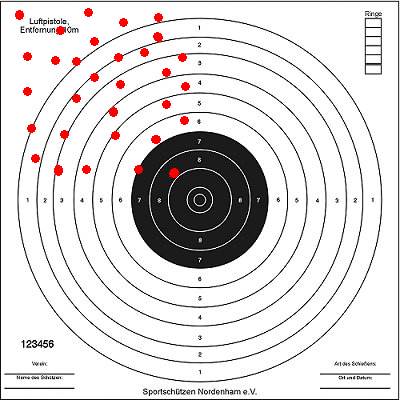 Luftpistole,
Entfernung 10m
Ringe
1
2
3
4
5
6
7
8
1 2 3 4 5 6 7 8 8 7 6 5 4 3 2 1
8
7
6
5
4
3
2
1
123456
Verein:
Name des Schützen:
Art des Schießens:
Ort und Datum:
Sportschützen Nordenham e.V.